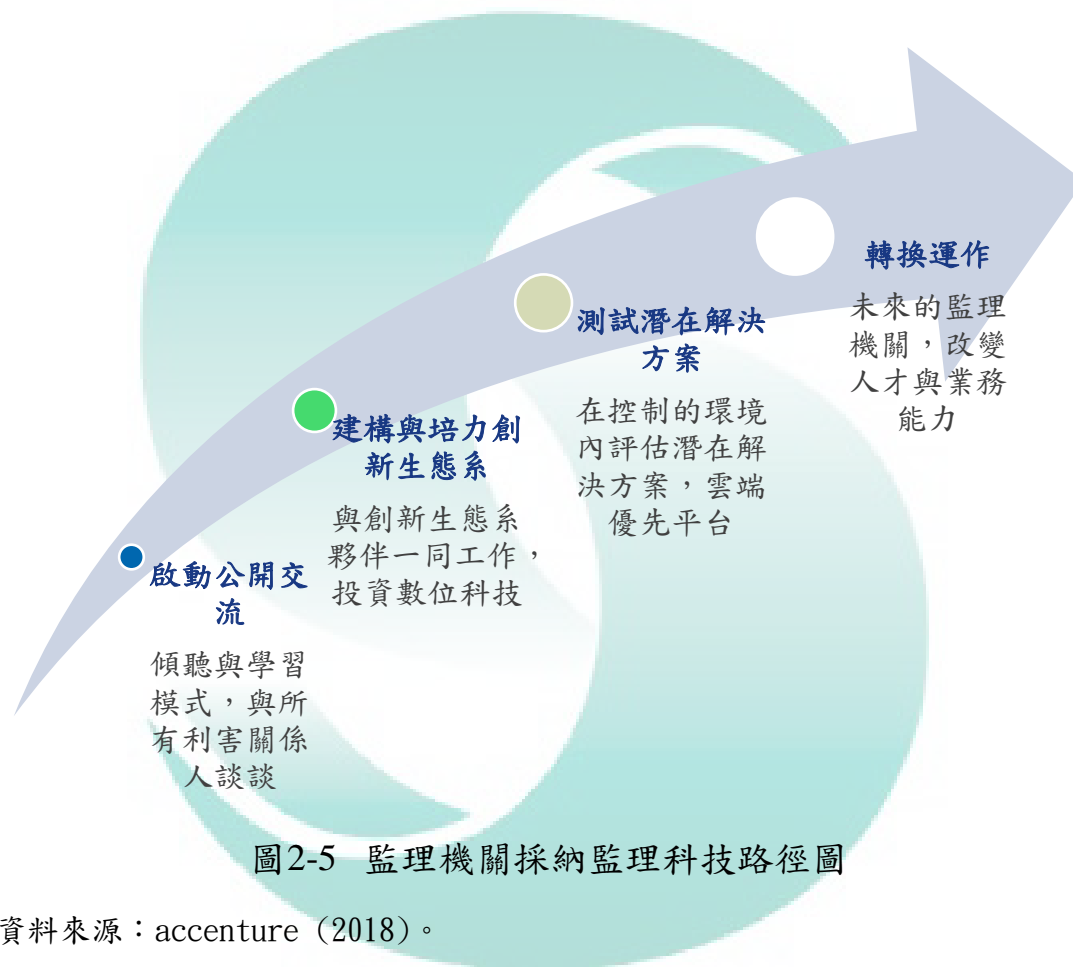 啟動公開交
流
傾聽與學習
模式，與所
有利害關係
人談談
建構與培力創
新生態系
與創新生態系
夥伴一同工作，
投資數位科技
測試潛在解決
方案
在控制的環境
內評估潛在解
決方案，雲端
優先平台
轉換運作
未來的監理
機關，改變
人才與業務
能力
圖2-5 監理機關採納監理科技路徑圖
資料來源：accenture (2018)。